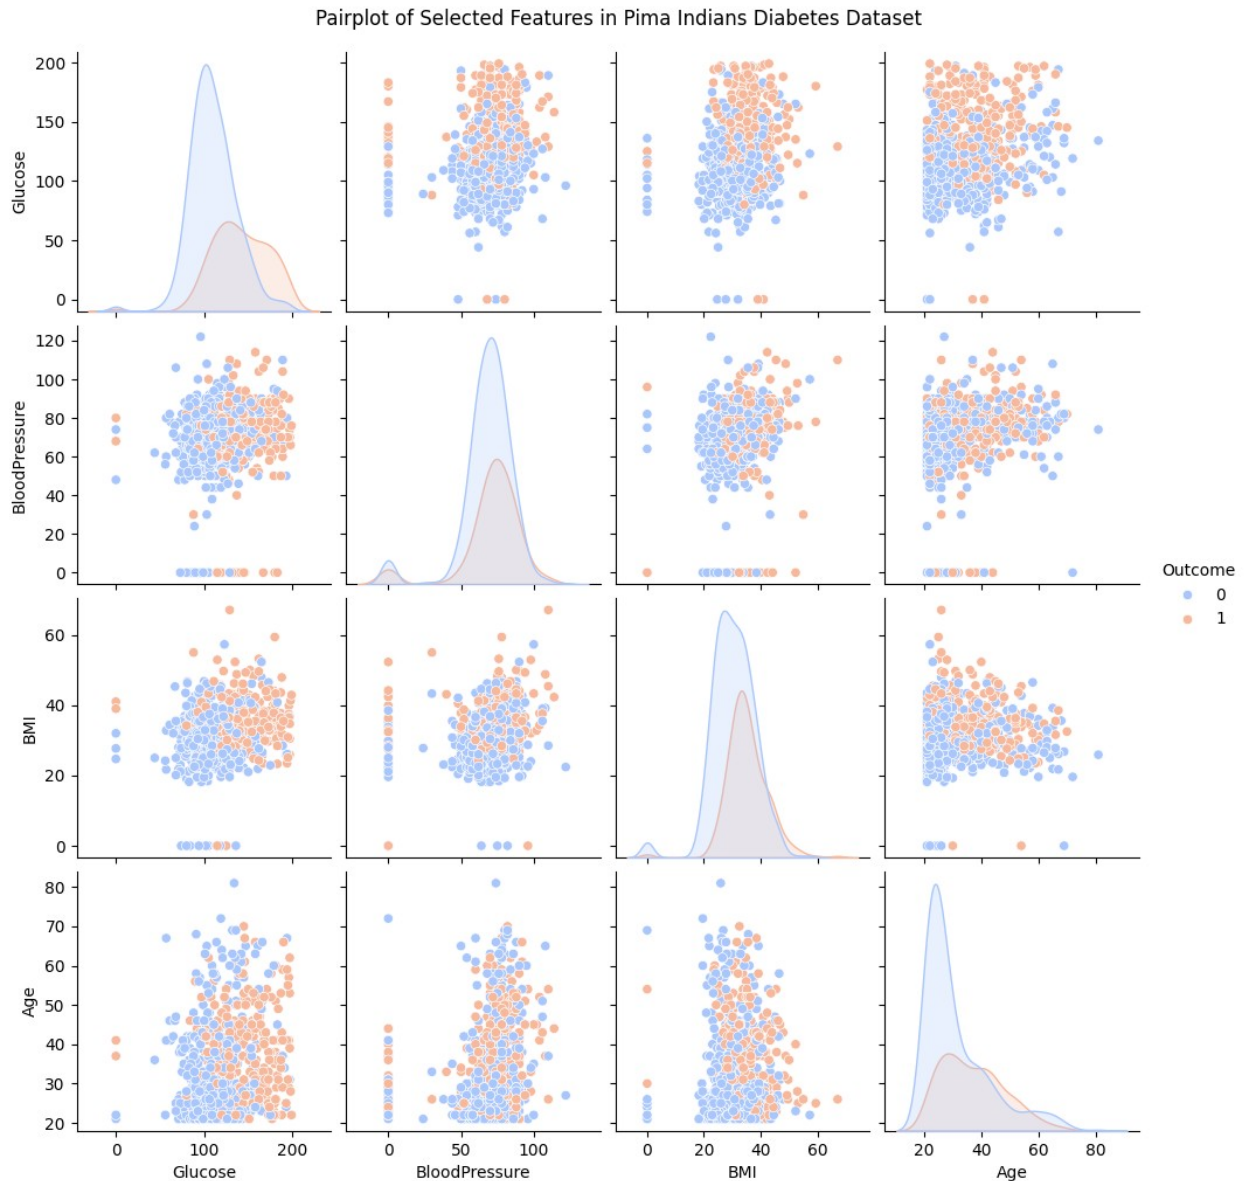 Pairplot of Selected Features in Pima Indians Diabetes Dataset
Glucose
200
150
100
50
0
BloodPressure
120
100
80
60
40
20
0
BMI
60
40
20
0
Age
80
70
60
50
40
30
20
0 100 200
Glucose
0 50 100
BloodPressure
0 20 40 60
BMI
20 40 60 80
Age
Outcome
0
1